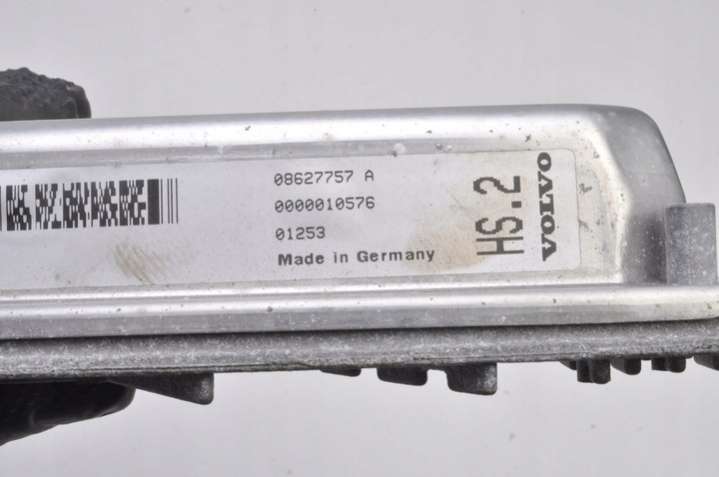 08627757 A
0000010576
01253
Made in Germany
HS.2
VOLVO